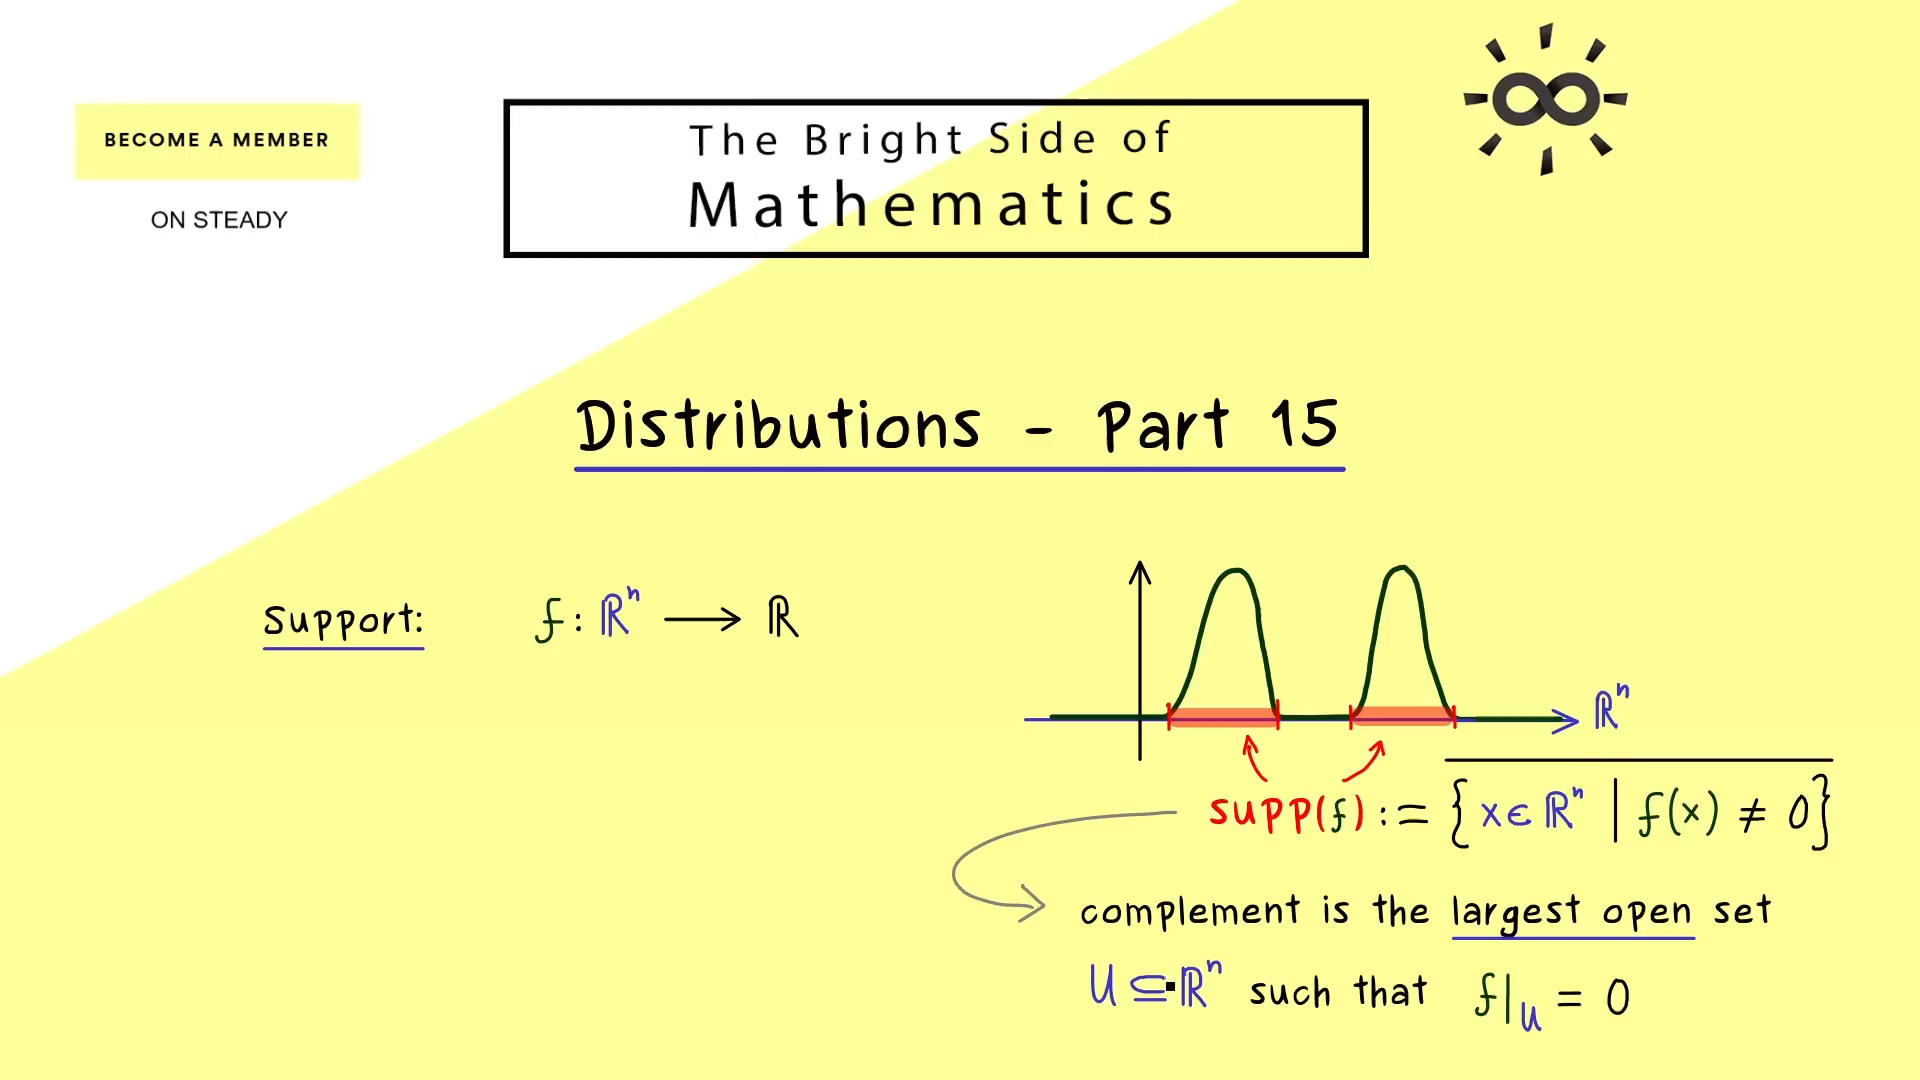 BECOME A MEMBER
ON STEADY
The Bright Side of
Mathematics
Distributions - Part 15
Support: f: ℝⁿ ⟶ ℝ
ℝⁿ
supp(f) := {x∈ℝⁿ | f(x) ≠ 0}
complement is the largest open set
U ⊆ ℝⁿ such that f|_U = 0